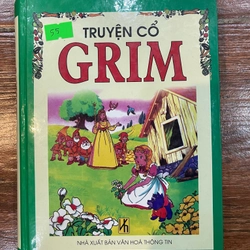 TRUYỆN CỔ
GRIM
NHÀ XUẤT BẢN VĂN HOÁ THÔNG TIN